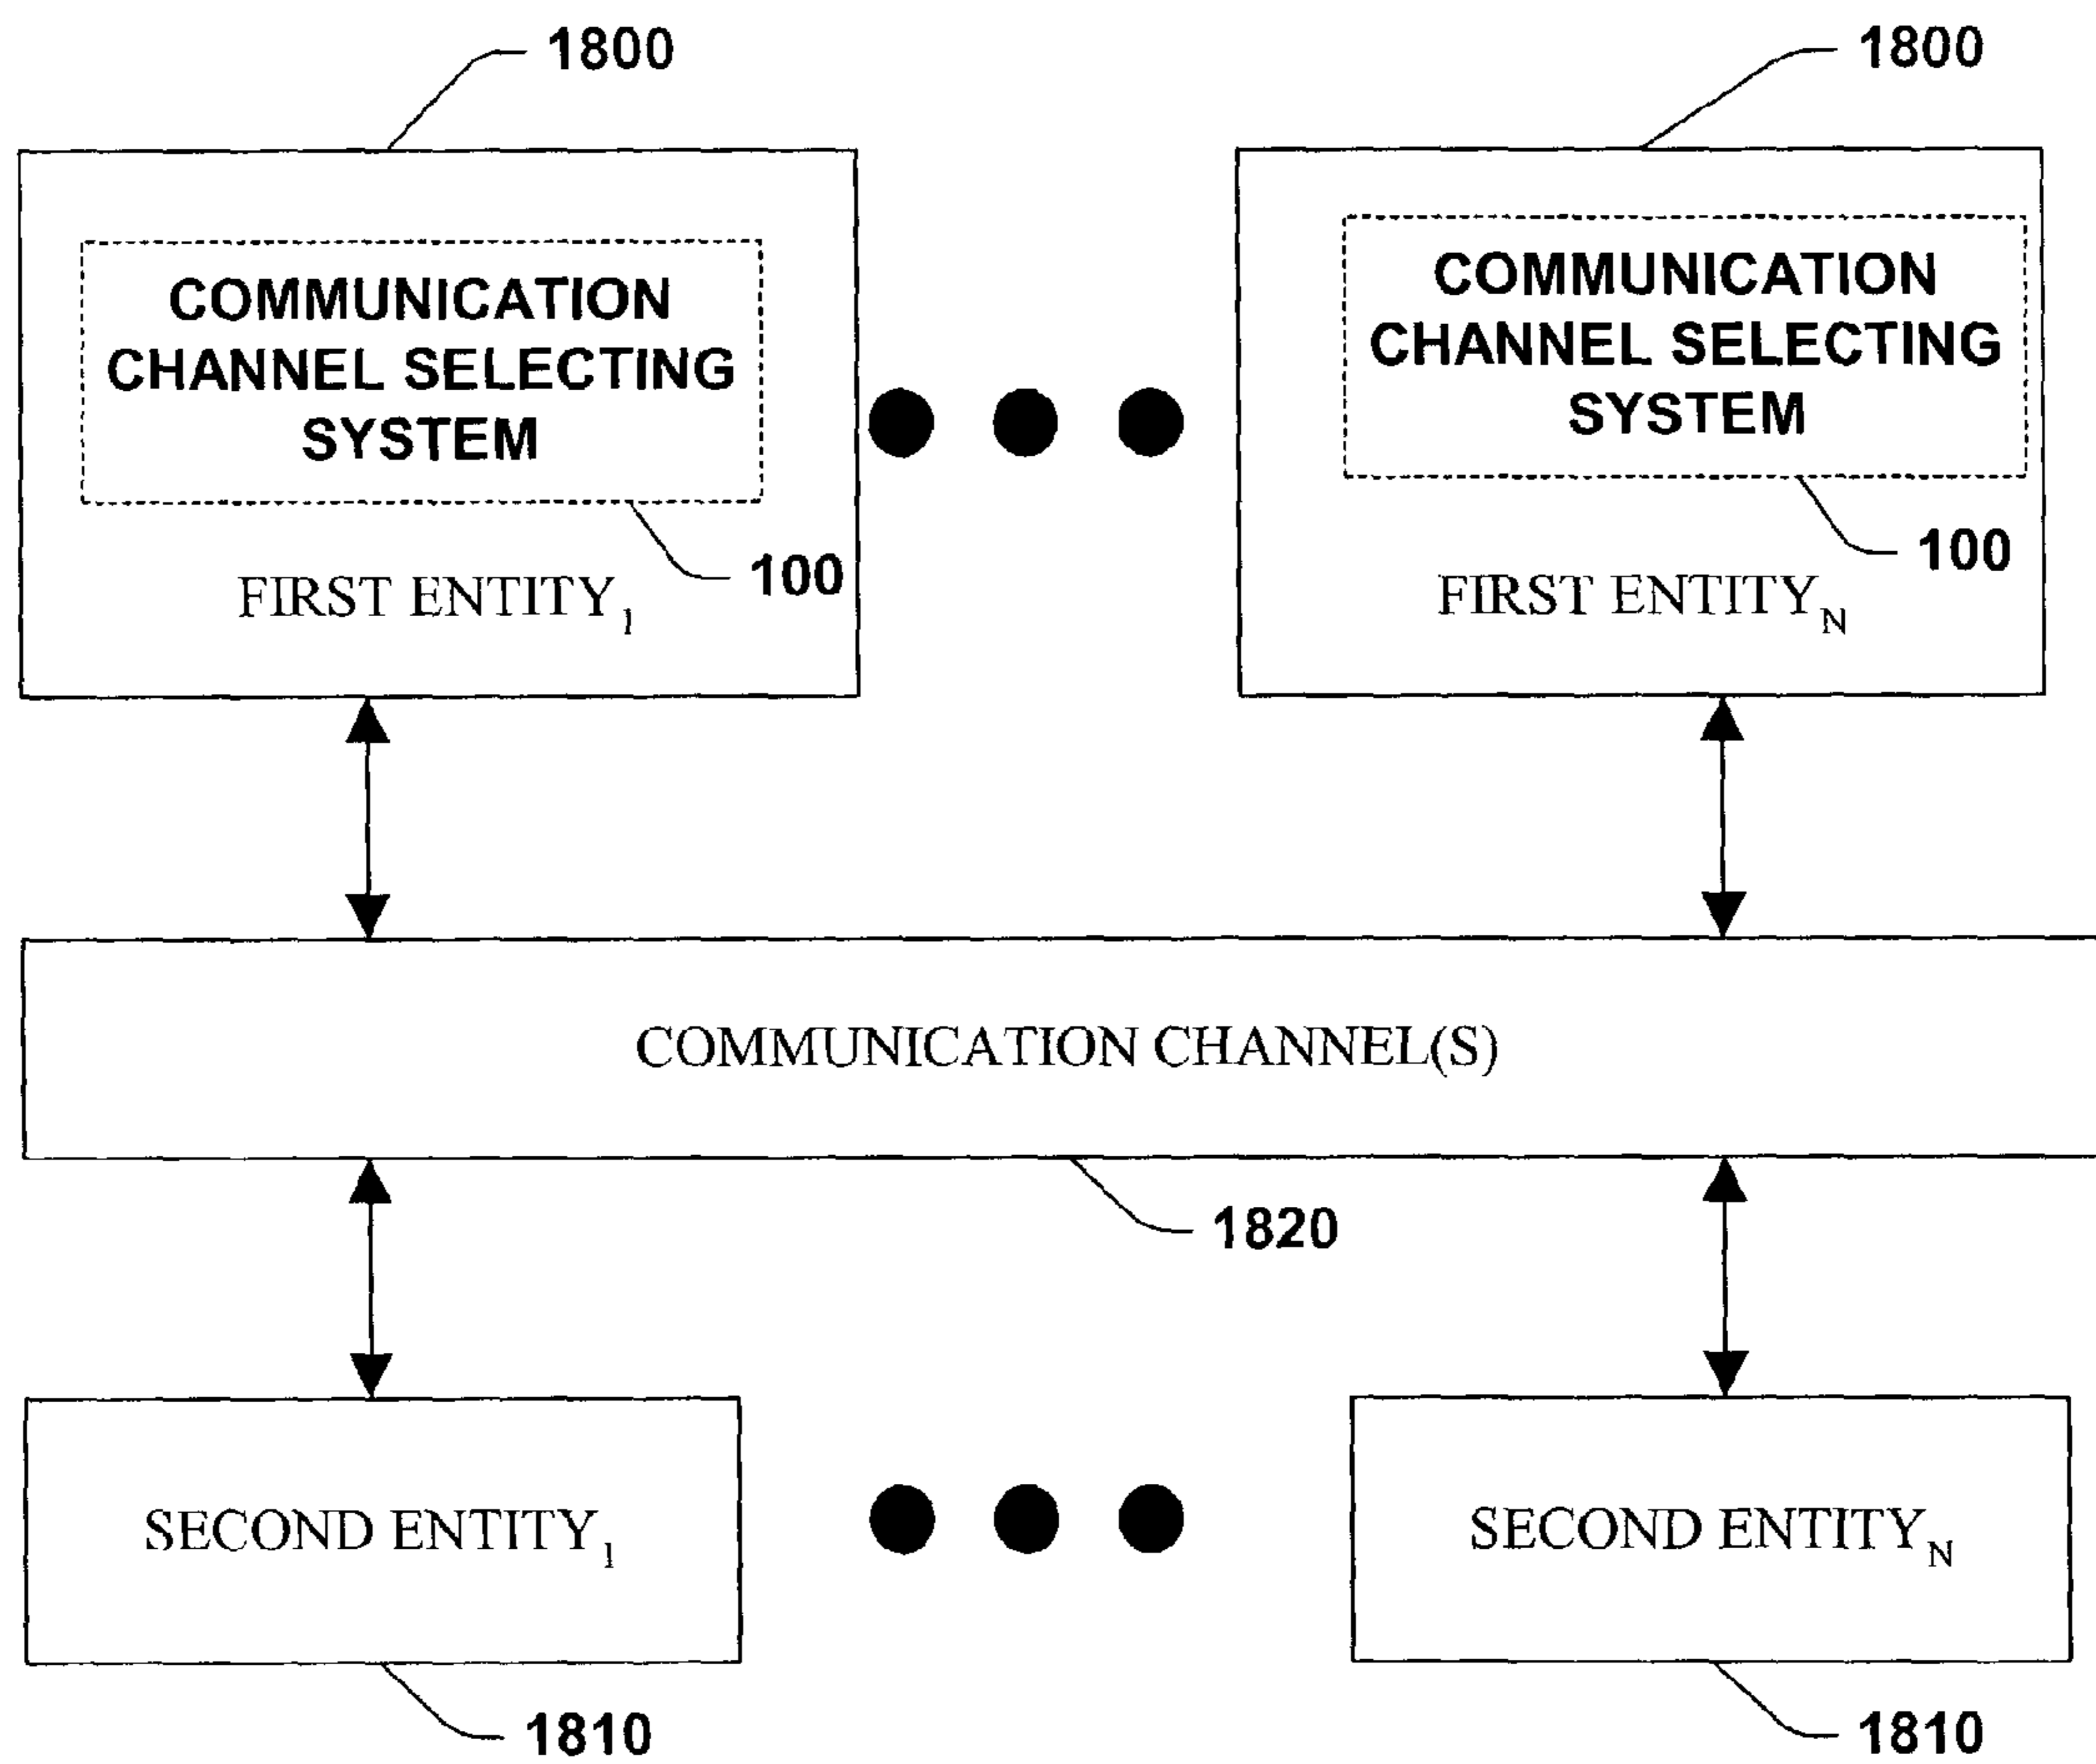 1800
1800
COMMUNICATION
CHANNEL SELECTING
SYSTEM
100
FIRST ENTITY1
COMMUNICATION
CHANNEL SELECTING
SYSTEM
100
FIRST ENTITYN
COMMUNICATION CHANNEL(S)
1820
SECOND ENTITY1
SECOND ENTITYN
1810
1810